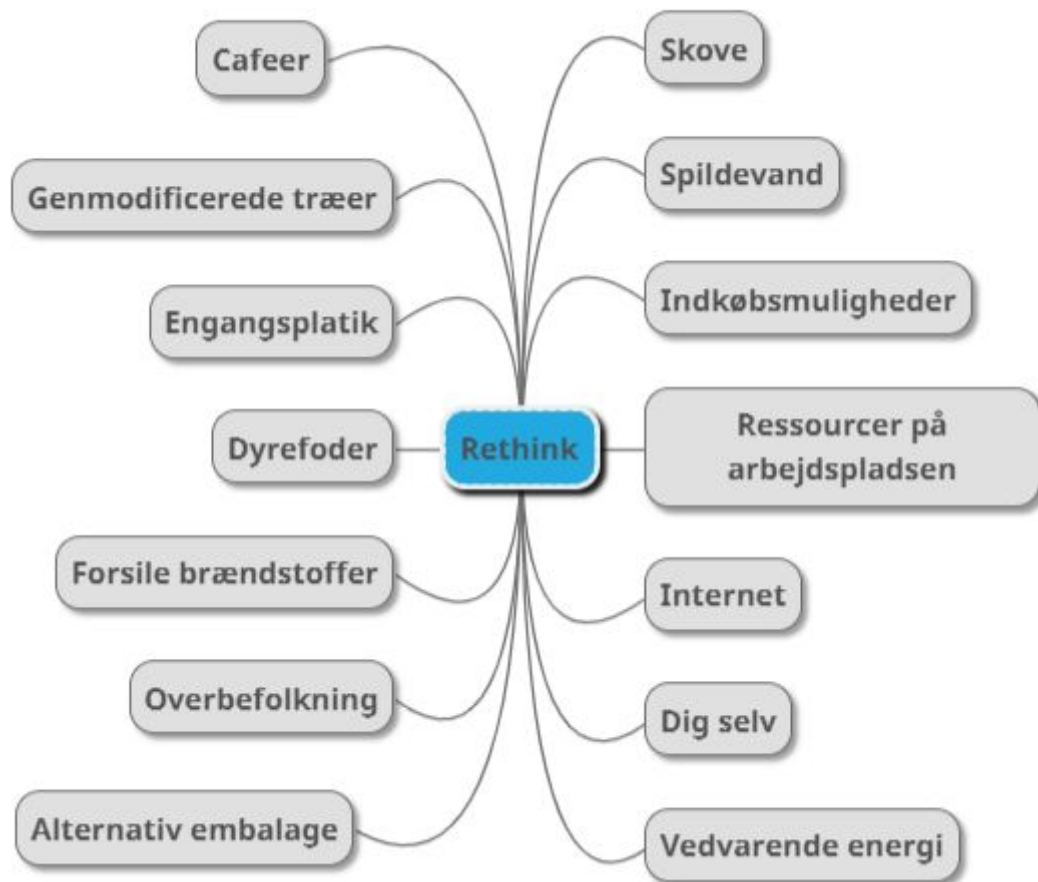 Cafeer
Genmodificerede træer
Engangsplatik
Dyrefoder
Forsile brændstoffer
Overbefolkning
Alternativ embalage
Rethink
Skove
Spildevand
Indkøbsmuligheder
Ressourcer på
arbejdspladsen
Internet
Dig selv
Vedvarende energi